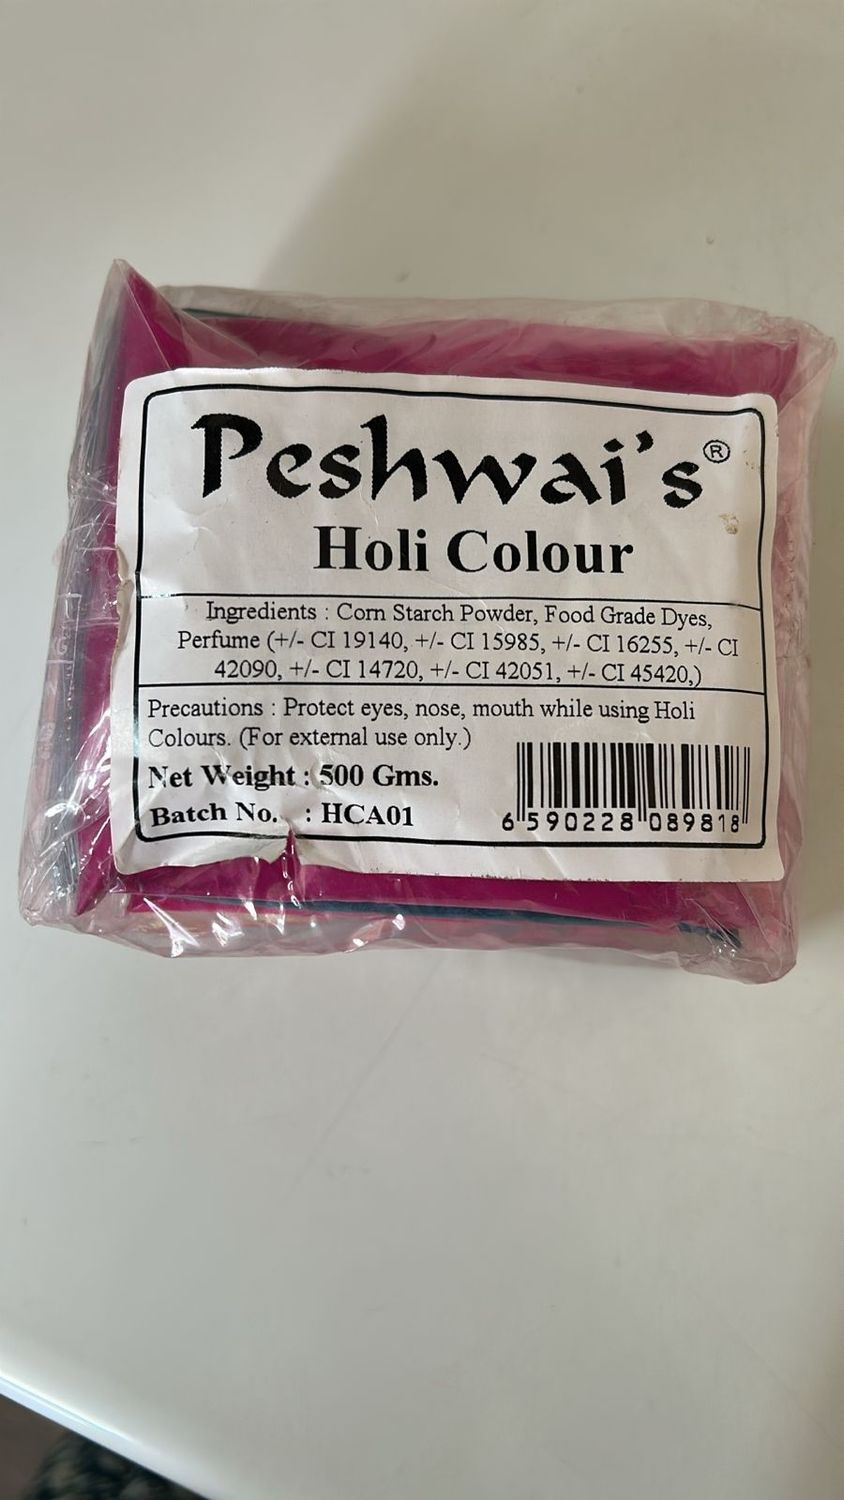 Peshwai's®
Holi Colour
Ingredients : Corn Starch Powder, Food Grade Dyes,
Perfume (+/- CI 19140, +/- CI 15985, +/- CI 16255, +/- CI
42090, +/- CI 14720, +/- CI 42051, +/- CI 45420,)
Precautions : Protect eyes, nose, mouth while using Holi
Colours. (For external use only.)
Net Weight : 500 Gms.
Batch No. : HCA01
6 590228 089818